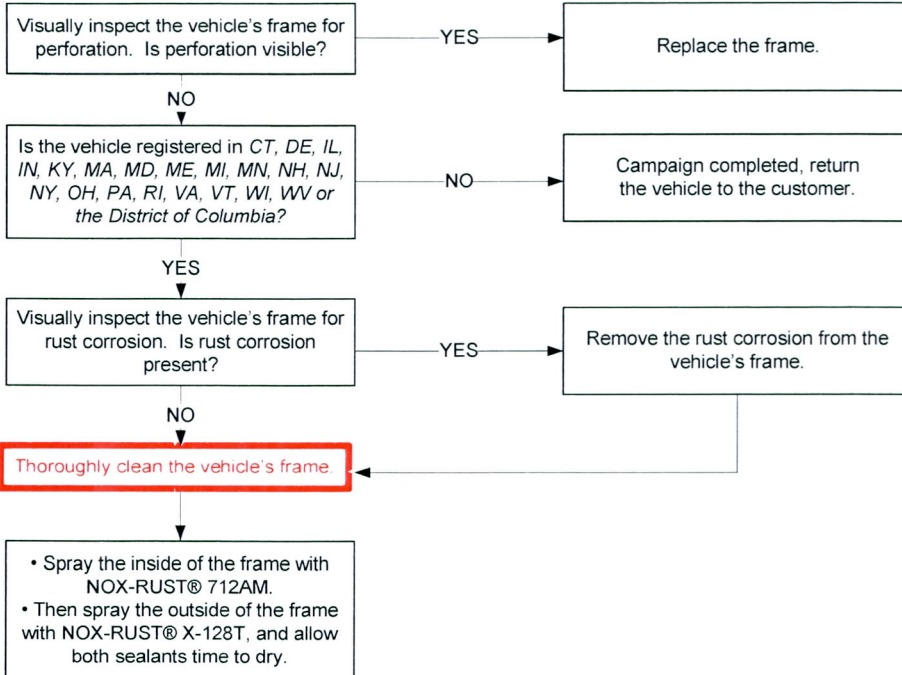 Visually inspect the vehicle's frame for
perforation. Is perforation visible?
YES
Replace the frame.
NO
Is the vehicle registered in CT, DE, IL,
IN, KY, MA, MD, ME, MI, MN, NH, NJ,
NY, OH, PA, RI, VA, VT, WI, WV or
the District of Columbia?
NO
Campaign completed, return
the vehicle to the customer.
YES
Visually inspect the vehicle's frame for
rust corrosion. Is rust corrosion
present?
YES
Remove the rust corrosion from the
vehicle's frame.
NO
Thoroughly clean the vehicle's frame.
• Spray the inside of the frame with
NOX-RUST® 712AM.
• Then spray the outside of the frame
with NOX-RUST® X-128T, and allow
both sealants time to dry.